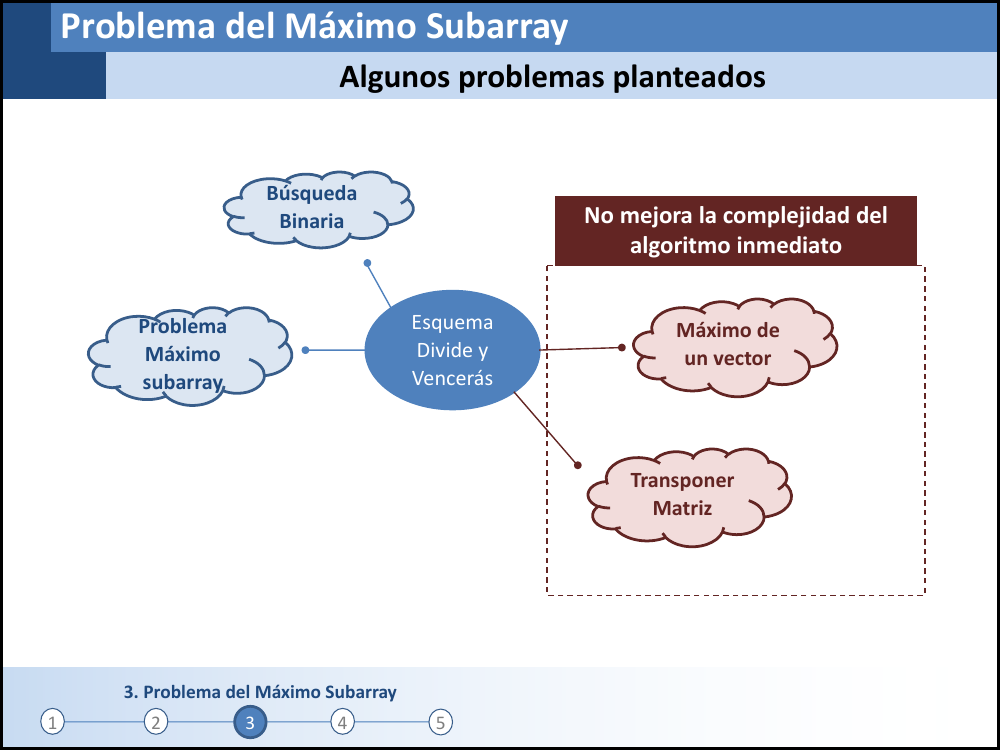 Problema del Máximo Subarray
Algunos problemas planteados
Búsqueda
Binaria
No mejora la complejidad del
algoritmo inmediato
Problema
Máximo
subarray
Esquema
Divide y
Vencerás
Máximo de
un vector
Transponer
Matriz
3. Problema del Máximo Subarray
1 2 3 4 5